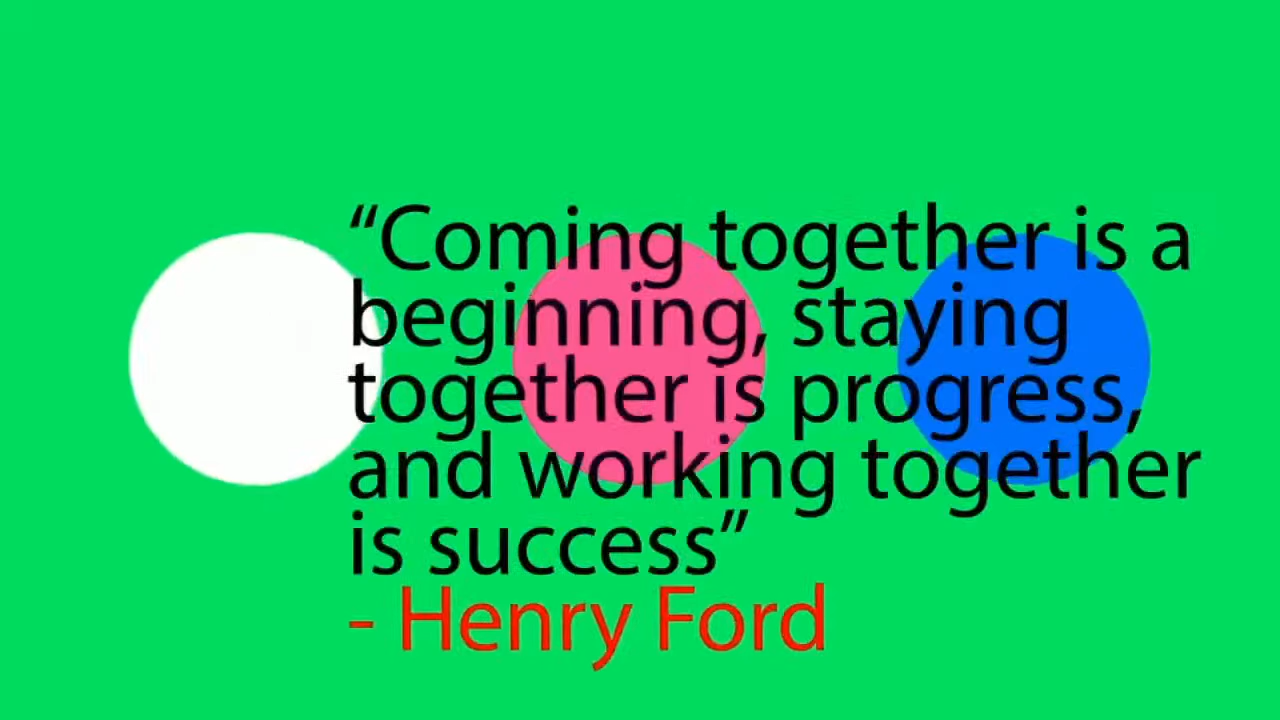 “Coming together is a
beginning, staying
together is progress,
and working together
is success”
- Henry Ford